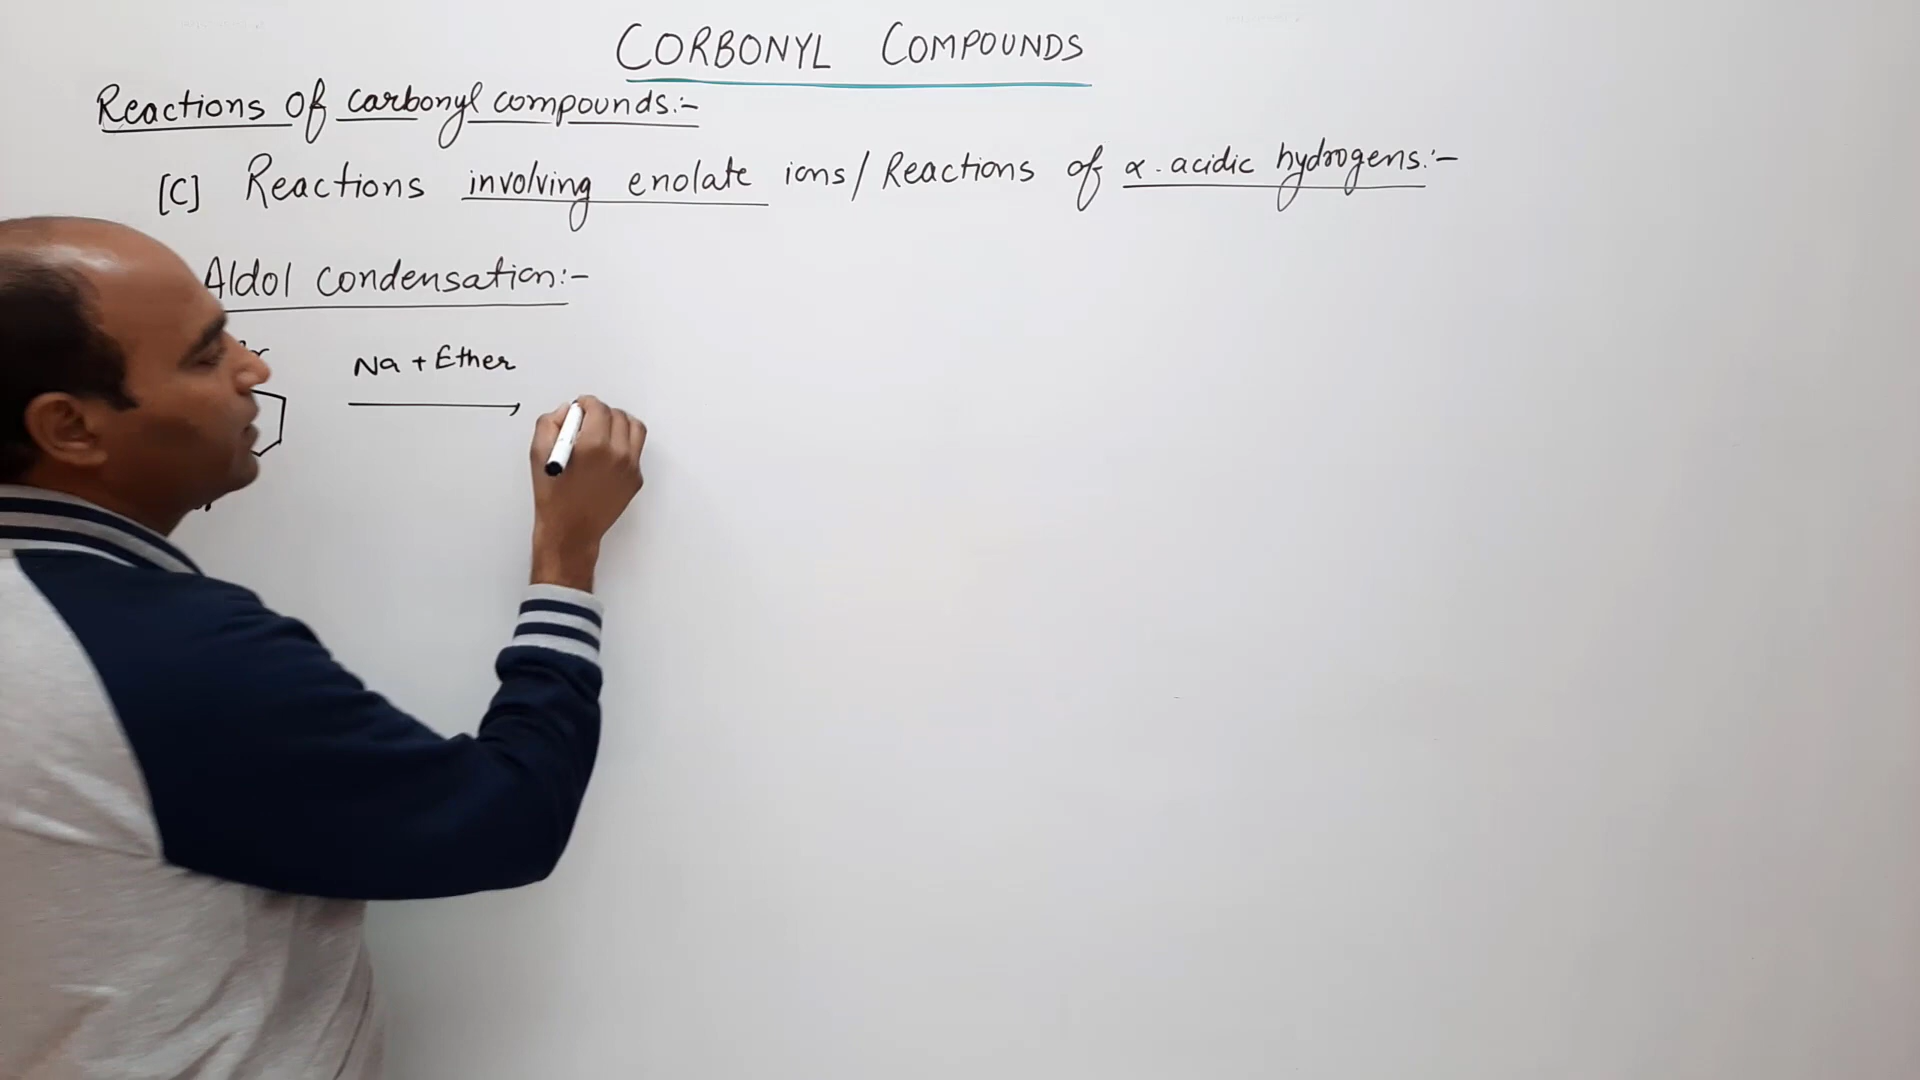 CORBONYL COMPOUNDS
Reactions Of carbonyl compounds:-
[C] Reactions involving enolate ions/Reactions of α-acidic hydrogens:-
Aldol condensation:-
Na + Ether